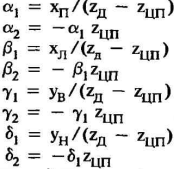 α₁ = x_П/(z_Д − z_ЦП)
α₂ = −α₁ z_ЦП
β₁ = x_Л/(z_д − z_ЦП)
β₂ = − β₁z_ЦП
γ₁ = y_В/(z_Д − z_ЦП)
γ₂ = − γ₁ z_ЦП
δ₁ = y_Н/(z_Д − z_ЦП)
δ₂ = −δ₁z_ЦП